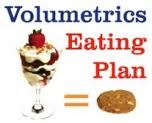 Volumetrics
Eating
Plan
=